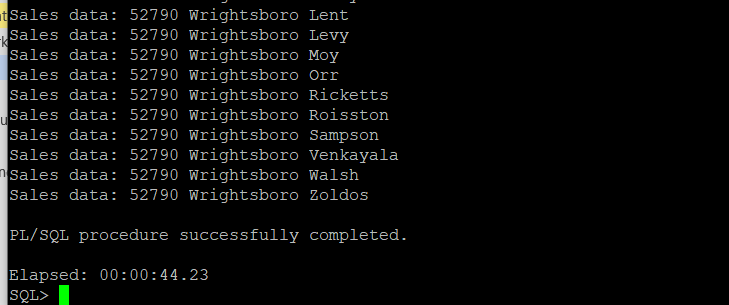 Sales data: 52790 Wrightsboro Lent
Sales data: 52790 Wrightsboro Levy
Sales data: 52790 Wrightsboro Moy
Sales data: 52790 Wrightsboro Orr
Sales data: 52790 Wrightsboro Ricketts
Sales data: 52790 Wrightsboro Roisston
Sales data: 52790 Wrightsboro Sampson
Sales data: 52790 Wrightsboro Venkayala
Sales data: 52790 Wrightsboro Walsh
Sales data: 52790 Wrightsboro Zoldos
PL/SQL procedure successfully completed.
Elapsed: 00:00:44.23
SQL>